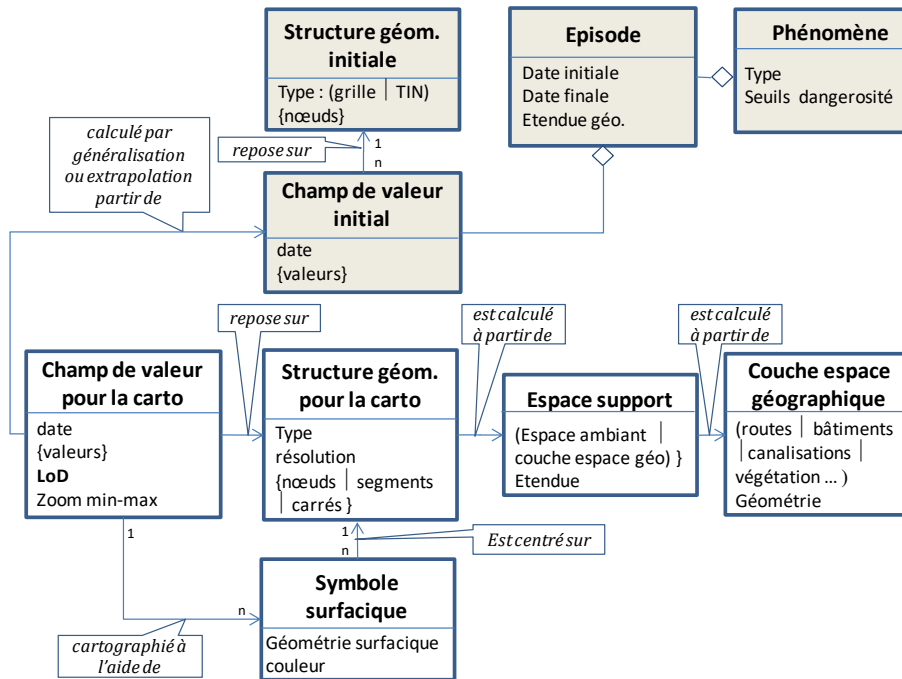 Structure géom.
initiale
Type : (grille | TIN)
{nœuds}
Episode
Date initiale
Date finale
Etendue géo.
Phénomène
Type
Seuils dangerosité
calculé par
généralisation
ou extrapolation
partir de
repose sur
1
n
Champ de valeur
initial
date
{valeurs}
repose sur
est calculé
à partir de
est calculé
à partir de
Champ de valeur
pour la carto
date
{valeurs}
LoD
Zoom min-max
Structure géom.
pour la carto
Type
résolution
{nœuds | segments
| carrés }
Espace support
(Espace ambiant |
couche espace géo) }
Etendue
Couche espace
géographique
(routes | bâtiments
|canalisations |
végétation ... )
Géométrie
1
1
n
Est centré sur
n
Symbole
surfacique
Géométrie surfacique
couleur
cartographié à
l'aide de